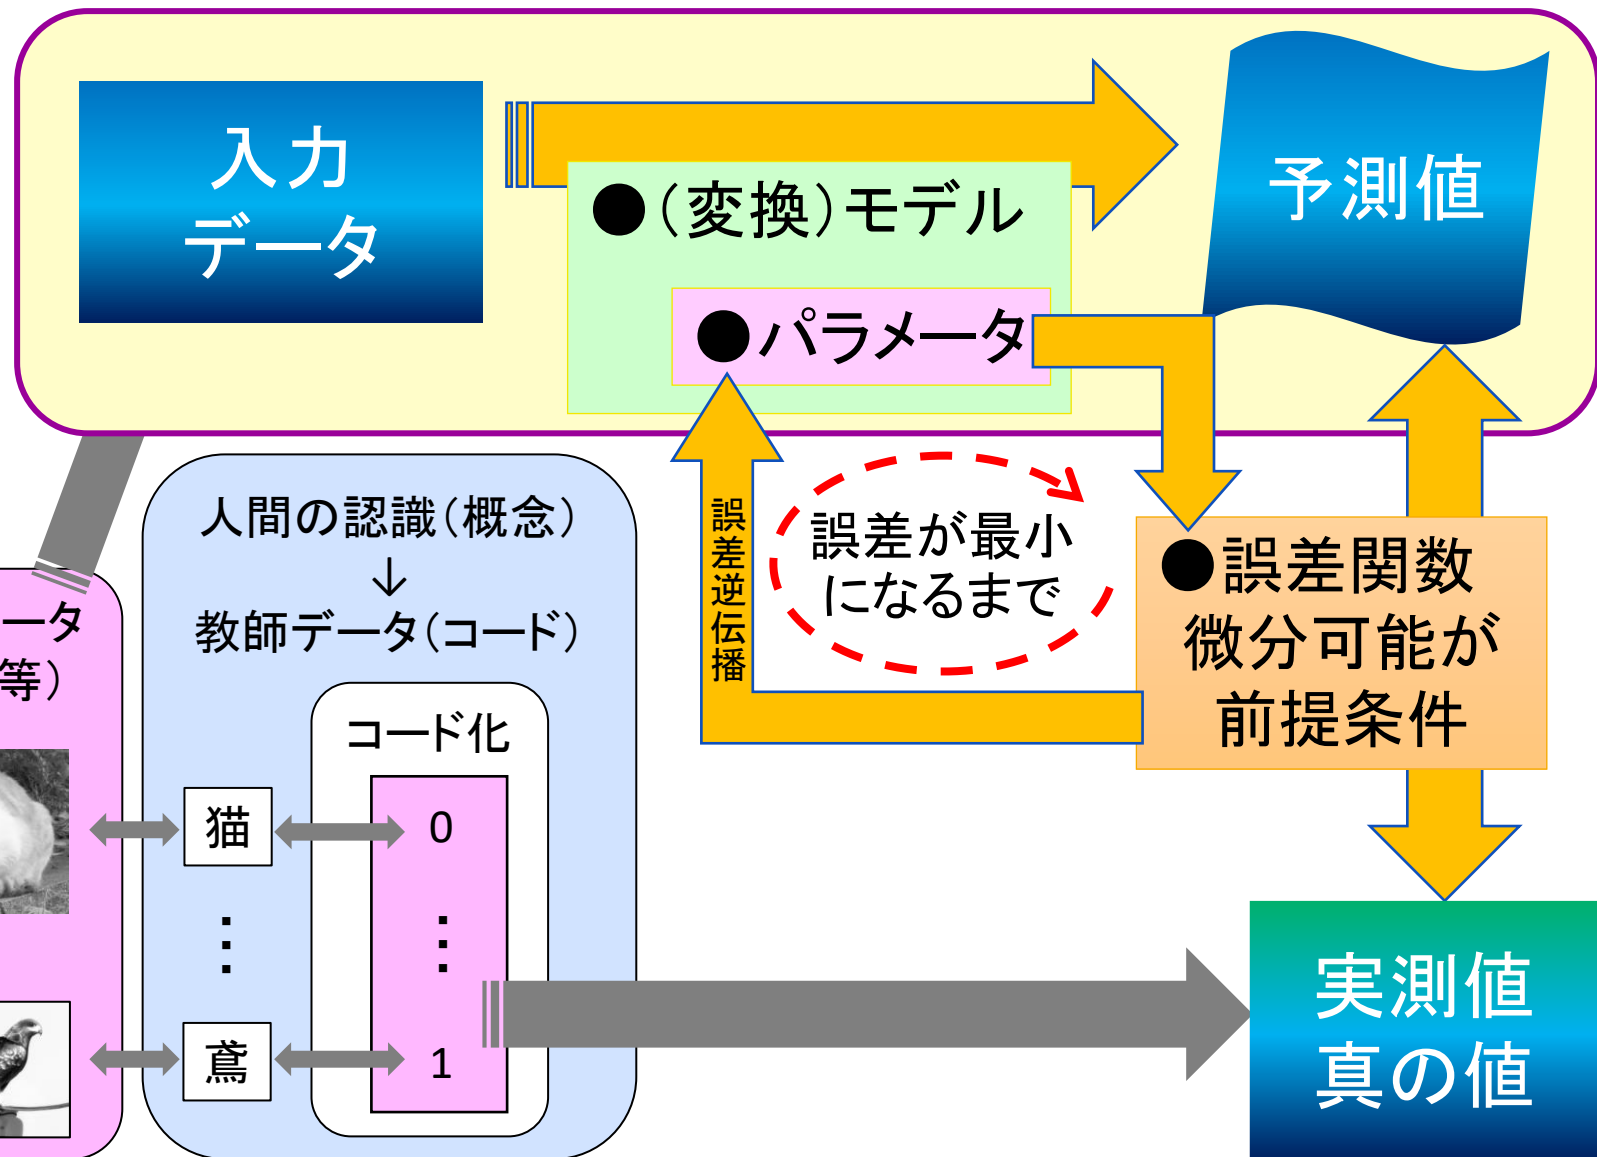 入力
データ
●（変換）モデル
●パラメータ
予測値
人間の認識（概念）
↓
教師データ（コード）
コード化
ータ
等）
猫
0
⋮
⋮
鳶
1
誤差逆伝播
誤差が最小
になるまで
●誤差関数
微分可能が
前提条件
実測値
真の値